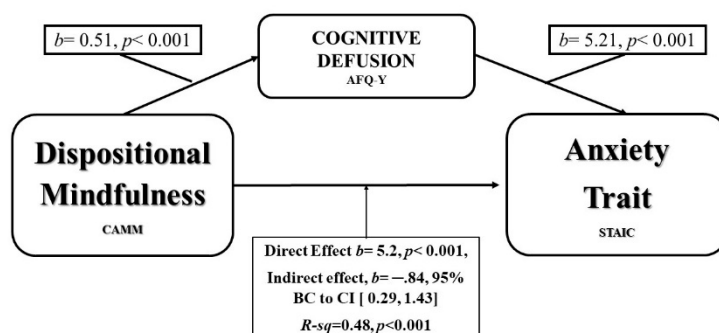 b= 0.51, p< 0.001
COGNITIVE
DEFUSION
AFQ-Y
b= 5.21, p< 0.001
Dispositional
Mindfulness
CAMM
Anxiety
Trait
STAIC
Direct Effect b= 5.2, p< 0.001,
Indirect effect, b= —.84, 95%
BC to CI [ 0.29, 1.43]
R-sq=0.48, p<0.001